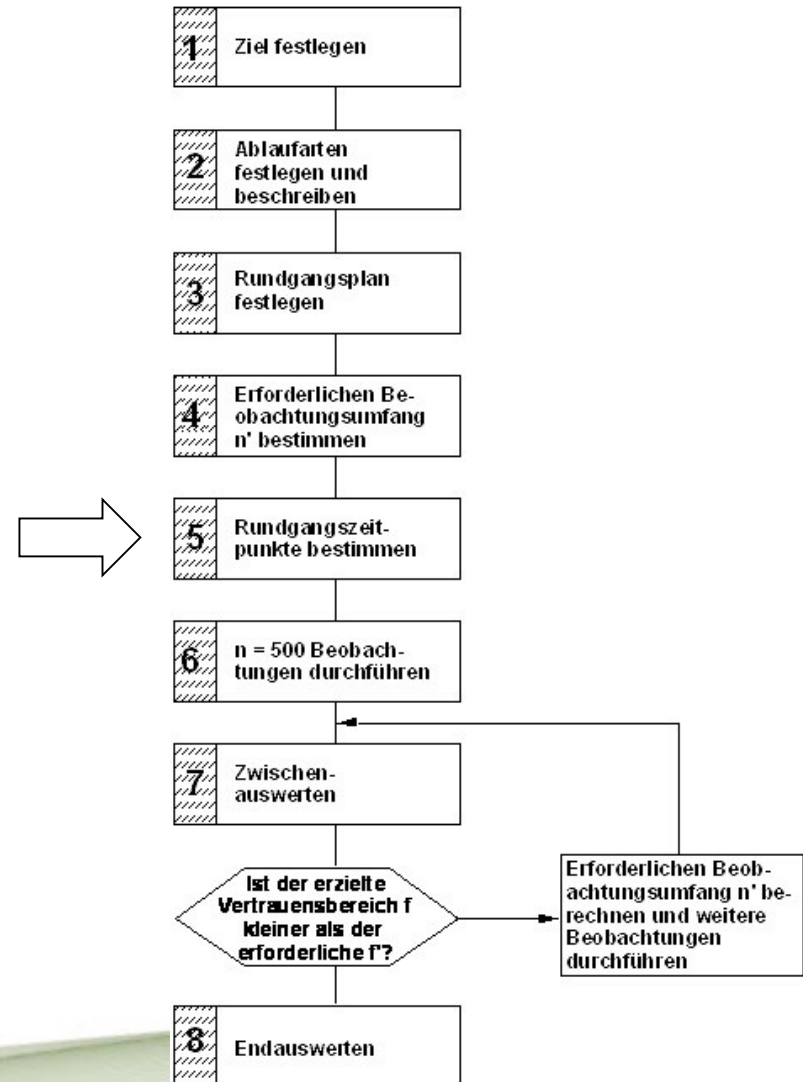 1
Ziel festlegen
2
Ablaufarten
festlegen und
beschreiben
3
Rundgangsplan
festlegen
4
Erforderlichen Be-
obachtungsumfang
n' bestimmen
5
Rundgangszeit-
punkte bestimmen
6
n = 500 Beobach-
tungen durchführen
7
Zwischen-
auswerten
Ist der erzielte
Vertrauensbereich f
kleiner als der
erforderliche f'?
Erforderlichen Beob-
achtungsumfang n' be-
rechnen und weitere
Beobachtungen
durchführen
8
Endauswerten